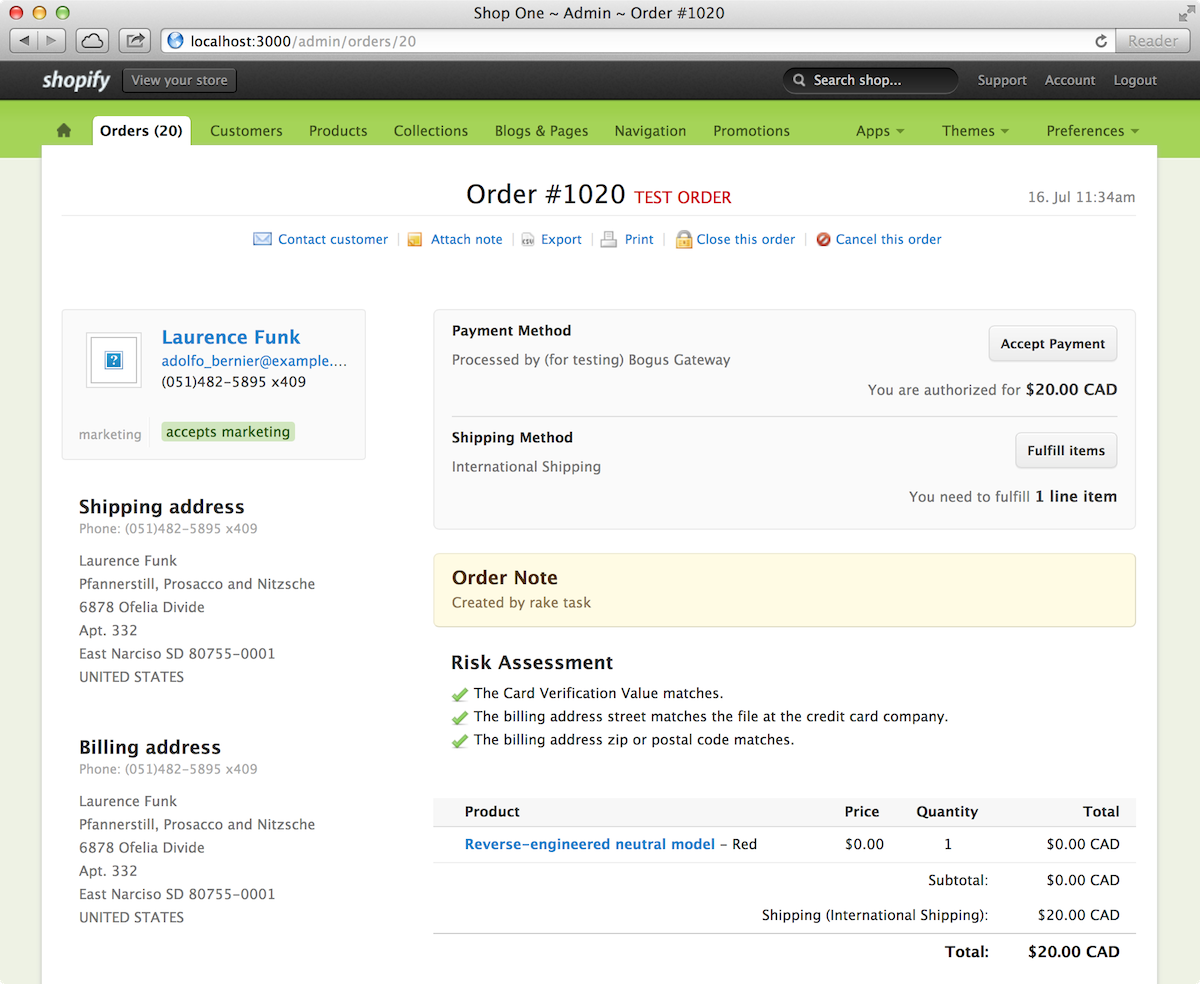 Shop One ~ Admin ~ Order #1020
localhost:3000/admin/orders/20
Reader
shopify
View your store
Search shop...
Support
Account
Logout
Orders (20)
Customers
Products
Collections
Blogs & Pages
Navigation
Promotions
Apps
Themes
Preferences
Order #1020 TEST ORDER
16. Jul 11:34am
Contact customer
Attach note
CSV
Export
Print
Close this order
Cancel this order
Laurence Funk
adolfo_bernier@example....
(051)482-5895 x409
marketing
accepts marketing
Shipping address
Phone: (051)482-5895 x409
Laurence Funk
Pfannerstill, Prosacco and Nitzsche
6878 Ofelia Divide
Apt. 332
East Narciso SD 80755-0001
UNITED STATES
Billing address
Phone: (051)482-5895 x409
Laurence Funk
Pfannerstill, Prosacco and Nitzsche
6878 Ofelia Divide
Apt. 332
East Narciso SD 80755-0001
UNITED STATES
Payment Method
Accept Payment
Processed by (for testing) Bogus Gateway
You are authorized for $20.00 CAD
Shipping Method
Fulfill items
International Shipping
You need to fulfill 1 line item
Order Note
Created by rake task
Risk Assessment
The Card Verification Value matches.
The billing address street matches the file at the credit card company.
The billing address zip or postal code matches.
Product Price Quantity Total
Reverse-engineered neutral model – Red $0.00 1 $0.00 CAD
Subtotal: $0.00 CAD
Shipping (International Shipping): $20.00 CAD
Total: $20.00 CAD